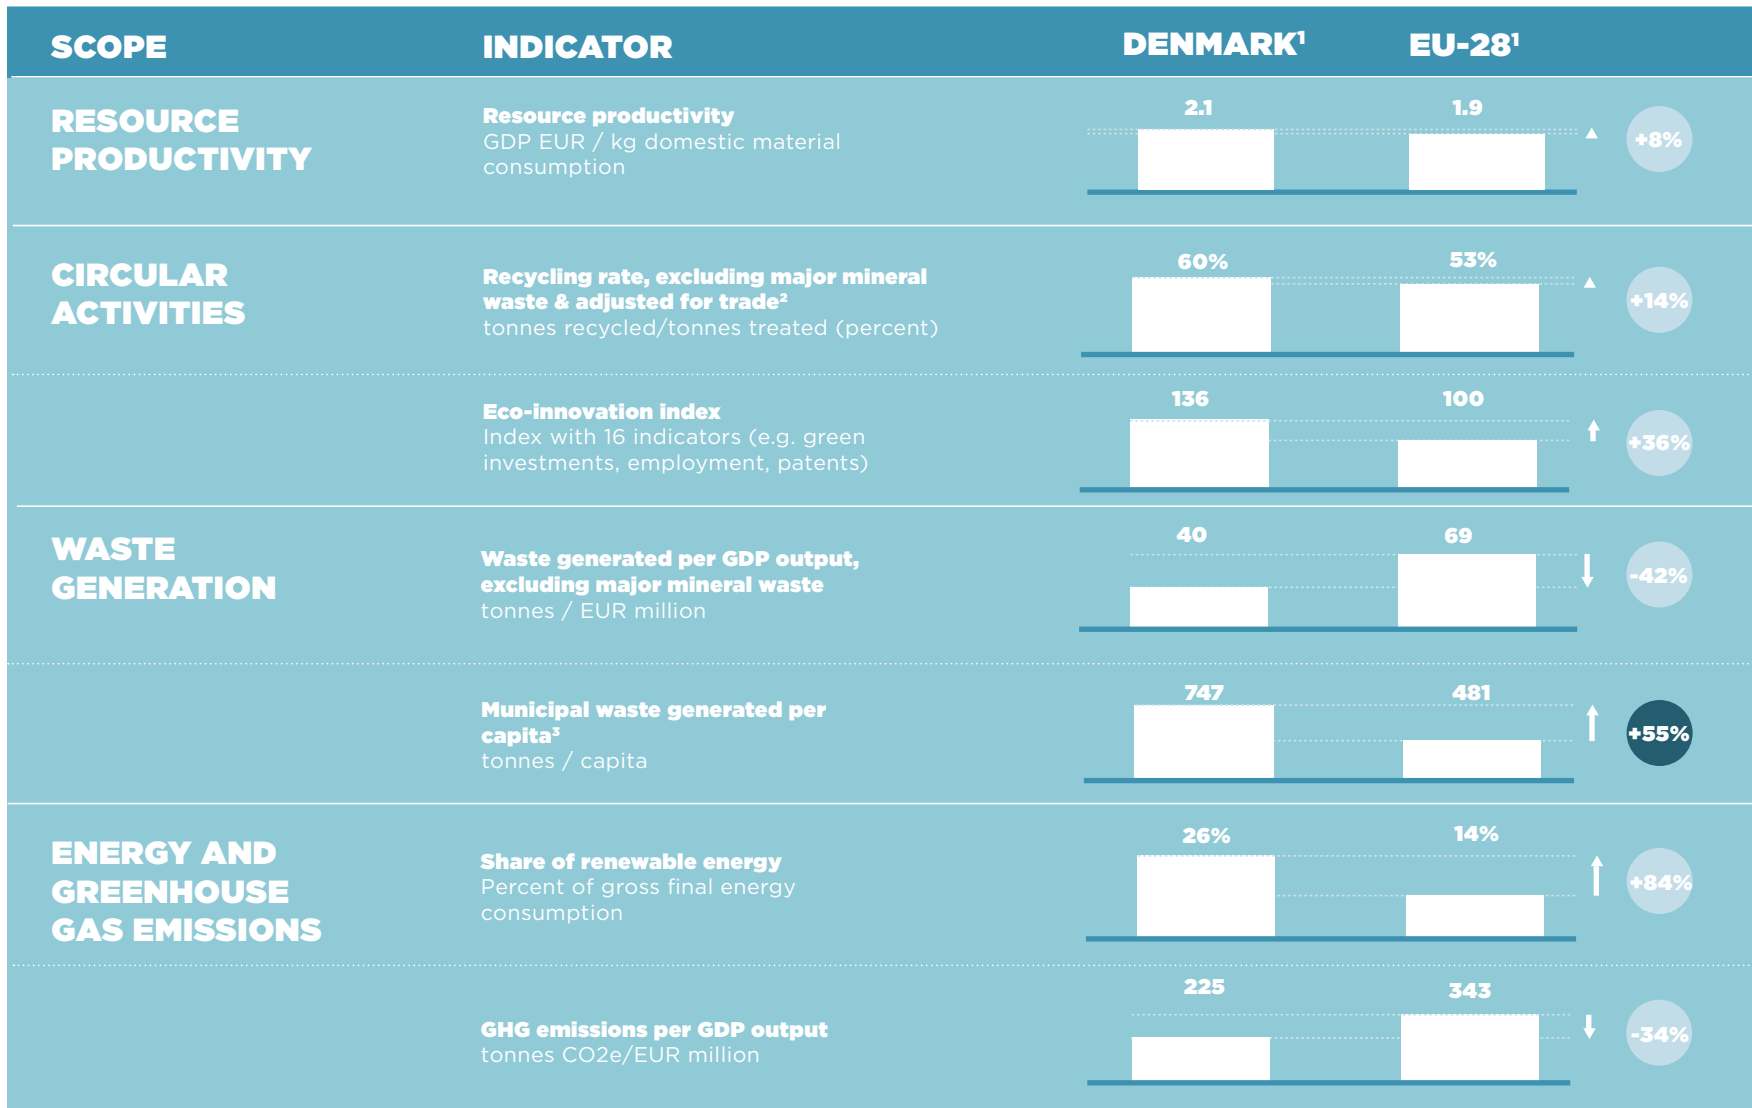 SCOPE INDICATOR DENMARK¹ EU-28¹
RESOURCE
PRODUCTIVITY
Resource productivity
GDP EUR / kg domestic material
consumption
2.1 1.9
+8%
CIRCULAR
ACTIVITIES
Recycling rate, excluding major mineral
waste & adjusted for trade²
tonnes recycled/tonnes treated (percent)
60% 53%
+14%
Eco-innovation index
Index with 16 indicators (e.g. green
investments, employment, patents)
136 100
+36%
WASTE
GENERATION
Waste generated per GDP output,
excluding major mineral waste
tonnes / EUR million
40 69
-42%
Municipal waste generated per
capita³
tonnes / capita
747 481
+55%
ENERGY AND
GREENHOUSE
GAS EMISSIONS
Share of renewable energy
Percent of gross final energy
consumption
26% 14%
+84%
GHG emissions per GDP output
tonnes CO2e/EUR million
225 343
-34%